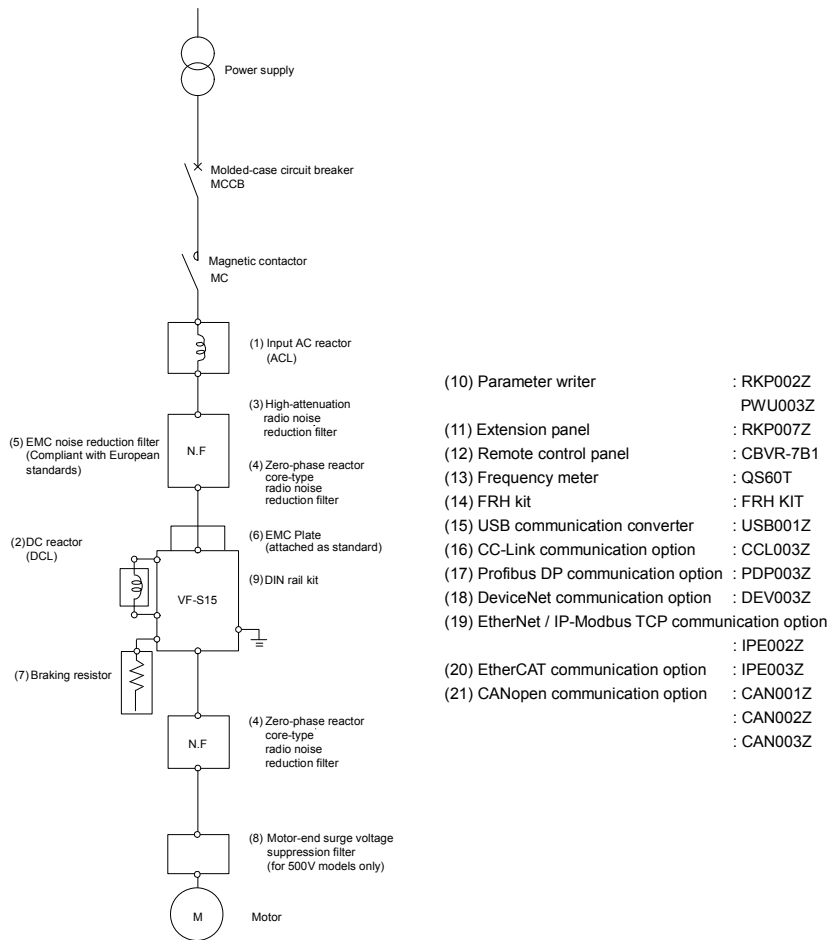 Power supply
Molded-case circuit breaker
MCCB
Magnetic contactor
MC
(1) Input AC reactor
(ACL)
(3) High-attenuation
radio noise
reduction filter
(5) EMC noise reduction filter
(Compliant with European
standards)
N.F
(4) Zero-phase reactor
core-type
radio noise
reduction filter
(6) EMC Plate
(attached as standard)
(2) DC reactor
(DCL)
(9) DIN rail kit
VF-S15
(7) Braking resistor
(4) Zero-phase reactor
core-type
radio noise
reduction filter
N.F
(8) Motor-end surge voltage
suppression filter
(for 500V models only)
M
Motor
(10) Parameter writer : RKP002Z
PWU003Z
(11) Extension panel : RKP007Z
(12) Remote control panel : CBVR-7B1
(13) Frequency meter : QS60T
(14) FRH kit : FRH KIT
(15) USB communication converter : USB001Z
(16) CC-Link communication option : CCL003Z
(17) Profibus DP communication option : PDP003Z
(18) DeviceNet communication option : DEV003Z
(19) EtherNet / IP-Modbus TCP communication option
: IPE002Z
(20) EtherCAT communication option : IPE003Z
(21) CANopen communication option : CAN001Z
: CAN002Z
: CAN003Z